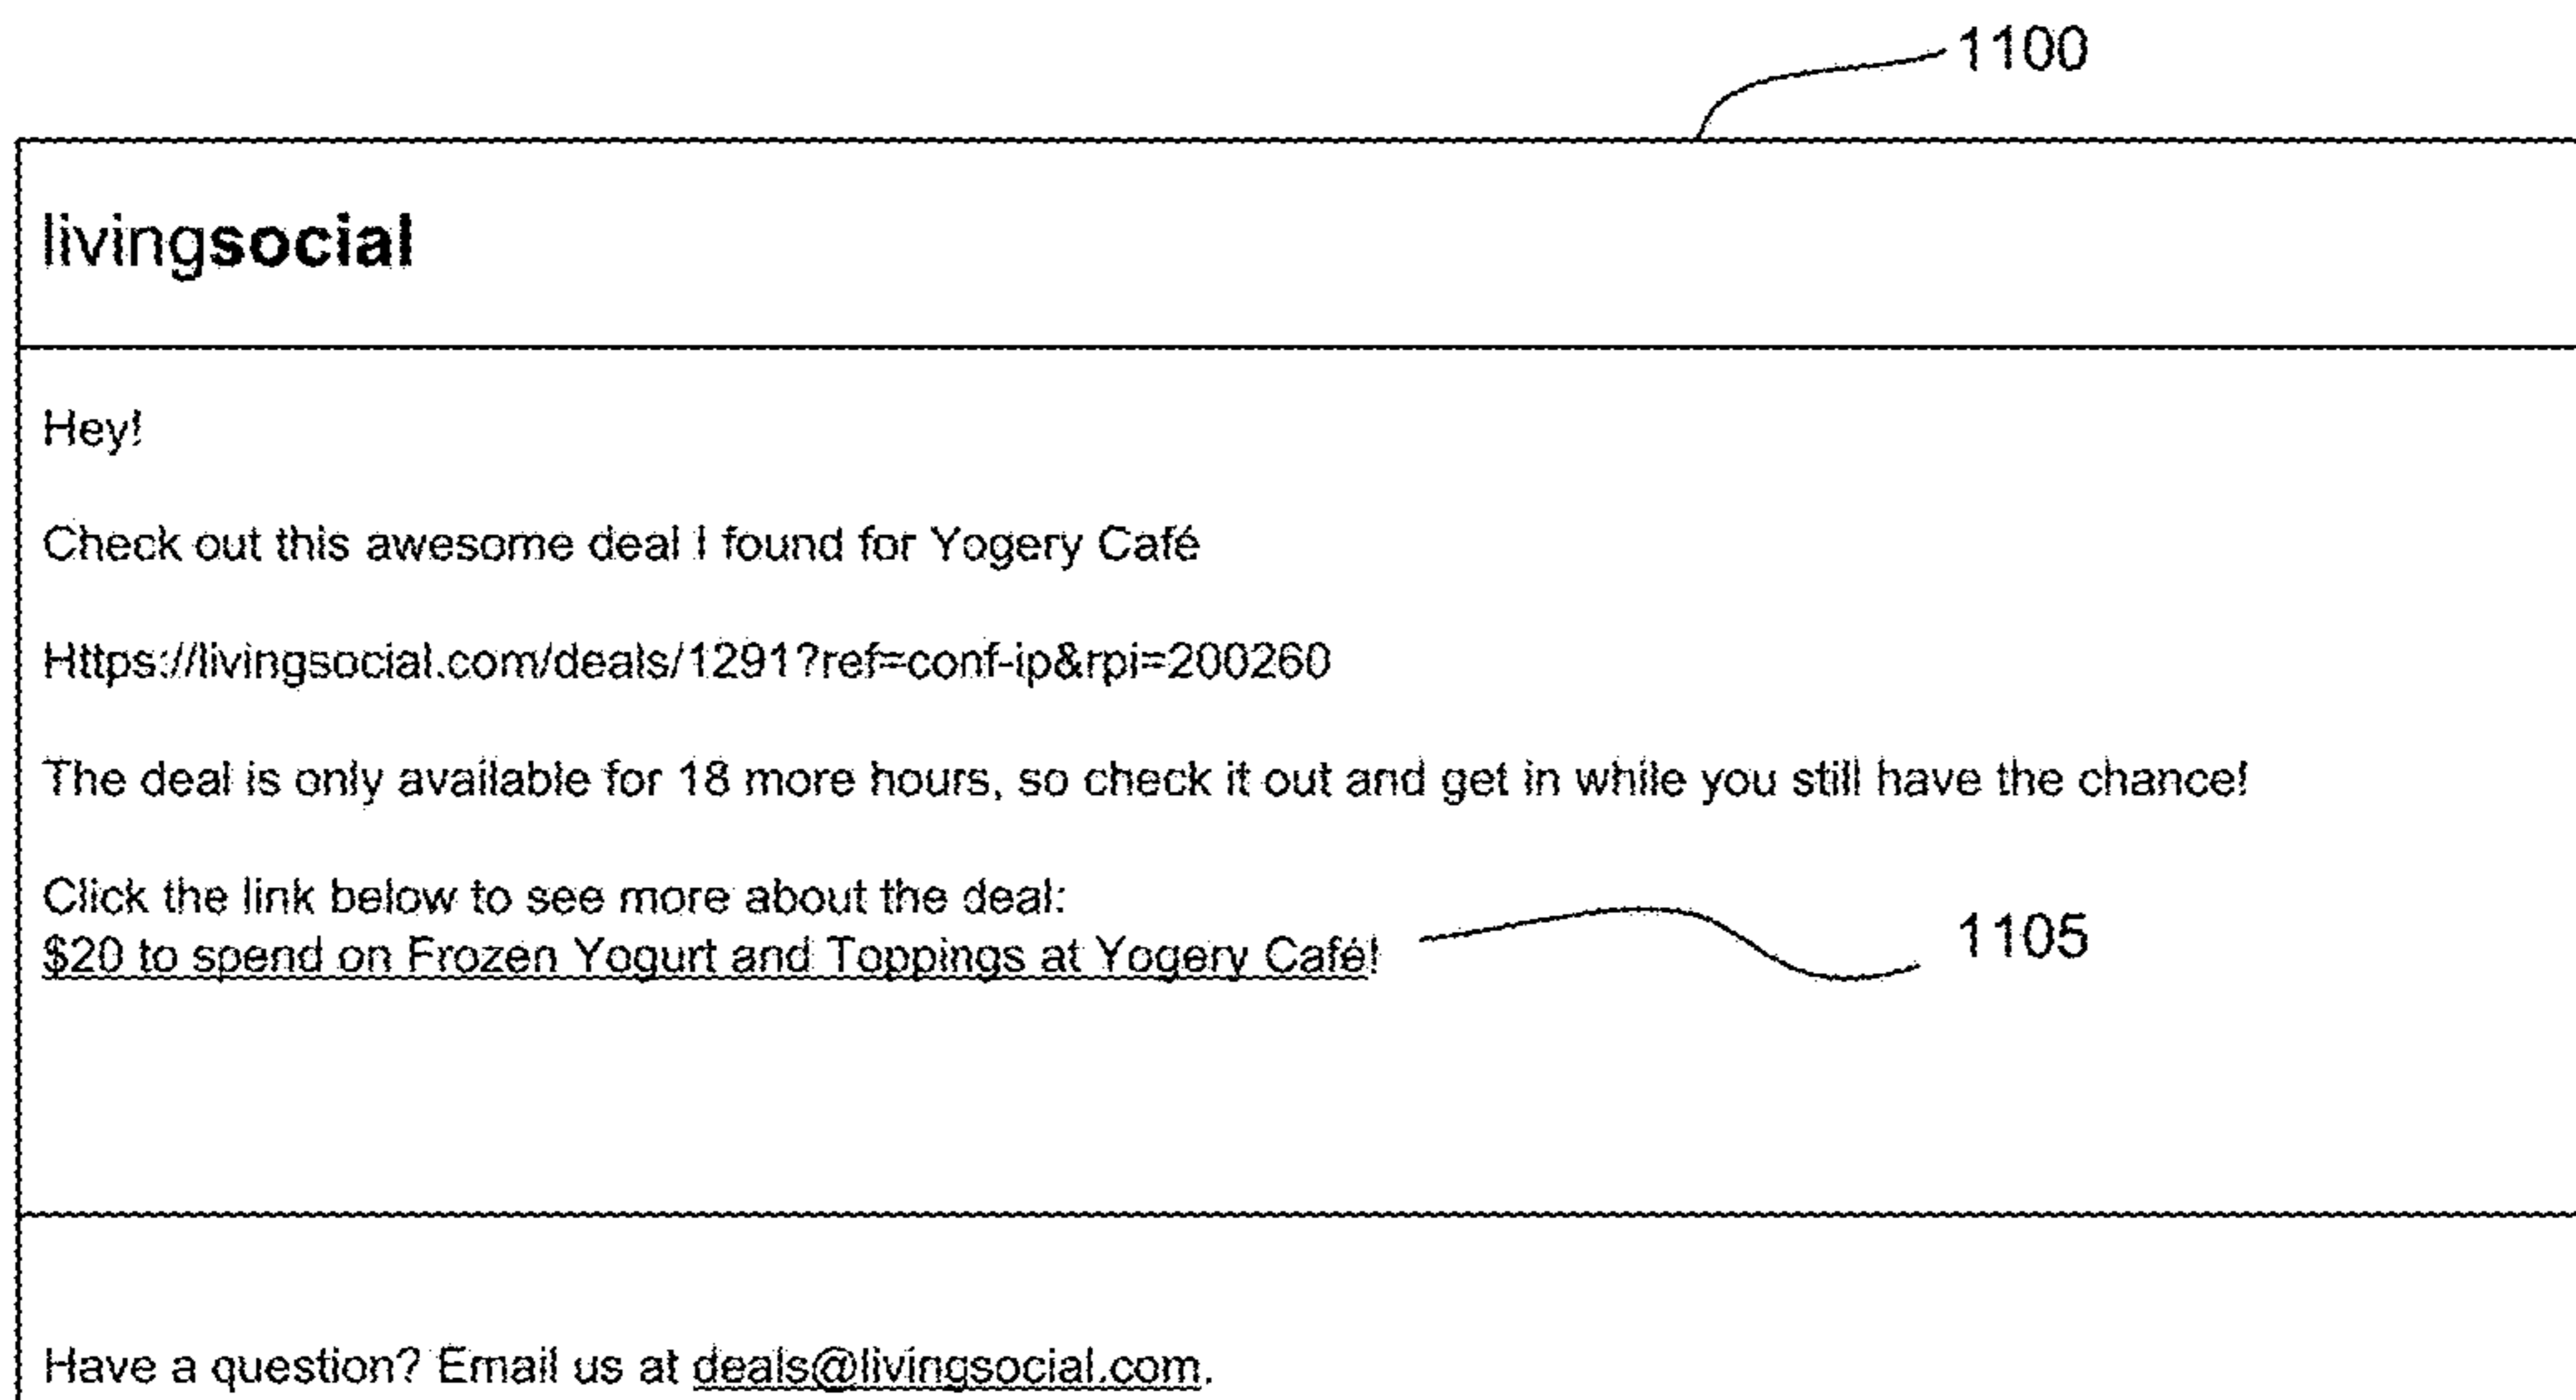 1100
livingsocial
Hey!
Check out this awesome deal I found for Yogery Café
Https://livingsocial.com/deals/1291?ref=conf-ip&rpi=200260
The deal is only available for 18 more hours, so check it out and get in while you still have the chance!
Click the link below to see more about the deal:
$20 to spend on Frozen Yogurt and Toppings at Yogery Café!
1105
Have a question? Email us at deals@livingsocial.com.